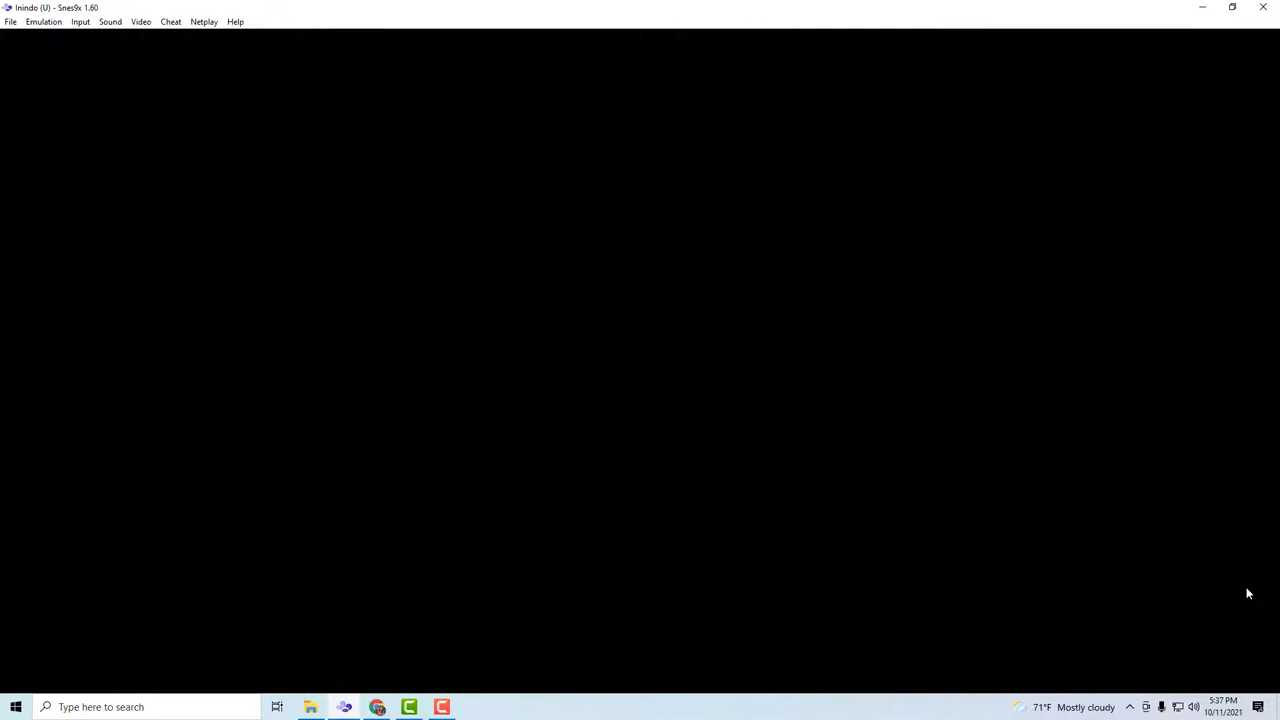 Inindo (U) - Snes9x 1.60
File Emulation Input Sound Video Cheat Netplay Help
Type here to search
71°F Mostly cloudy
5:37 PM
10/11/2021